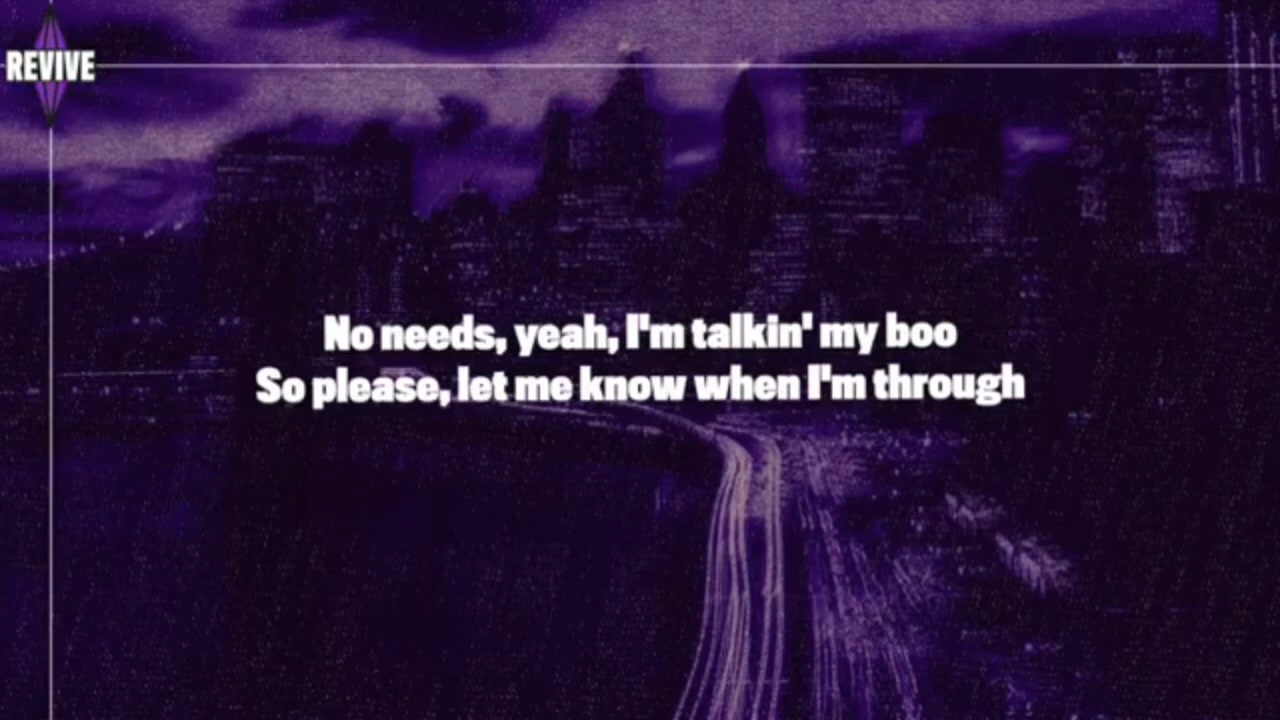 REVIVE
No needs, yeah, I'm talkin' my boo
So please, let me know when I'm through